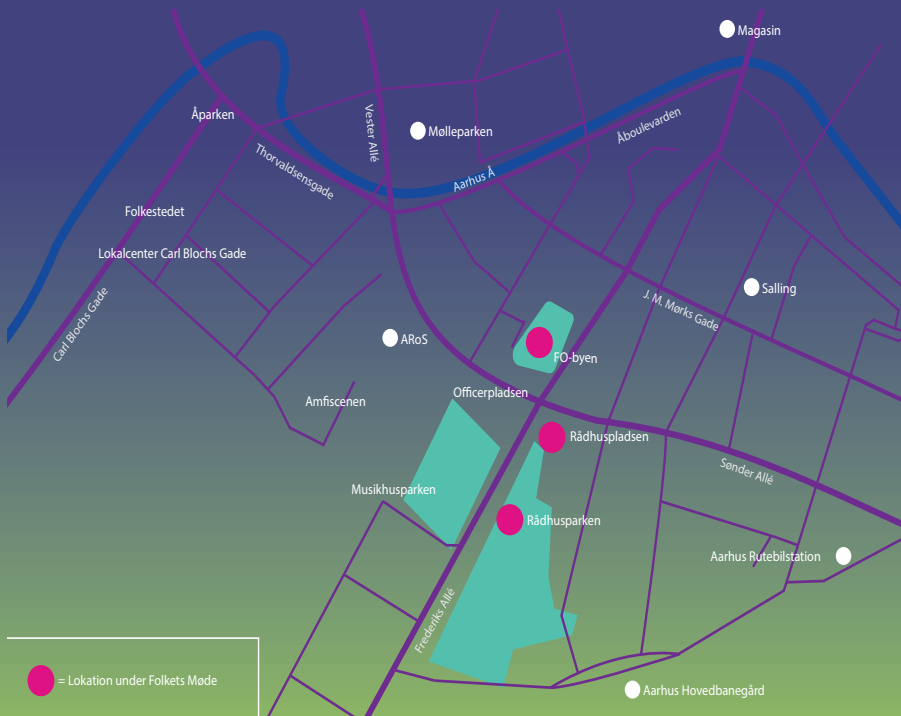 Magasin
Åparken
Vester Allé
Mølleparken
Åboulevarden
Thorvaldsensgade
Aarhus Å
Folkestedet
Lokalcenter Carl Blochs Gade
Carl Blochs Gade
Salling
J. M. Mørks Gade
ARoS
FO-byen
Officerpladsen
Amfiscenen
Rådhuspladsen
Sønder Allé
Musikhusparken
Rådhusparken
Aarhus Rutebilstation
Frederiks Allé
= Lokation under Folkets Møde
Aarhus Hovedbanegård